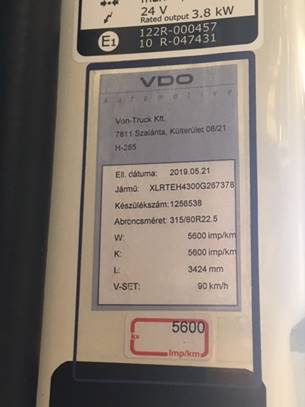 24 V
Rated output 3.8 kW
E1
122R-000457
10 R-047431
VDO
Automotive
Von-Truck Kft.
7811 Szalánta, Külterület 08/21
H-265
Ell. dátuma: 2019.05.21
Jármű: XLRTEH4300G267378
Készülékszám: 1256538
Abroncsméret: 315/80R22.5
W: 5600 imp/km
K: 5600 imp/km
L: 3424 mm
V-SET: 90 km/h
5600
Imp/km